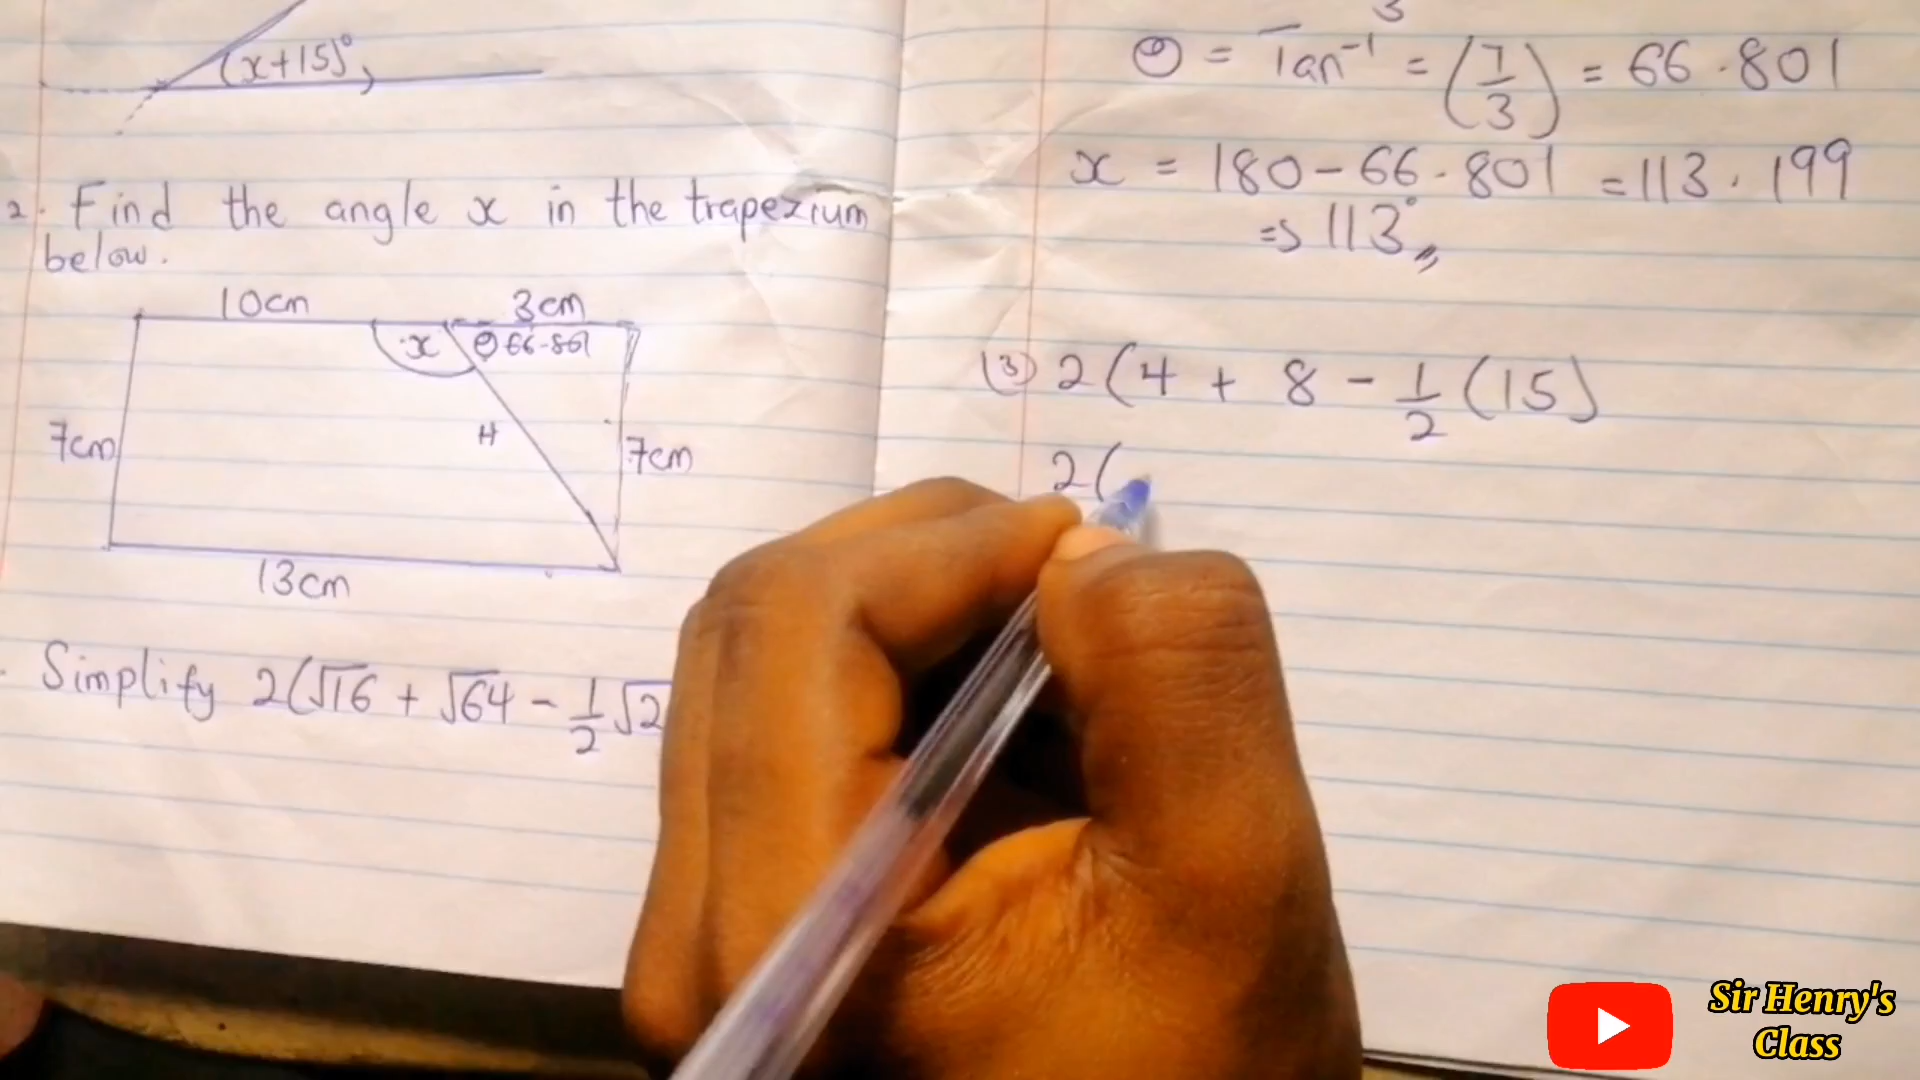 (x+15)°,
2. Find the angle x in the trapezium
below.
10cm 3cm
x θ 66.801
7cm H 7cm
13cm
Simplify 2(√16 + √64 - 1/2 √2
3
θ = Tan⁻¹ = (7/3) = 66.801
x = 180 - 66.801 = 113.199
⇒ 113°,,
(3) 2(4 + 8 - 1/2 (15)
2(
Sir Henry's
Class